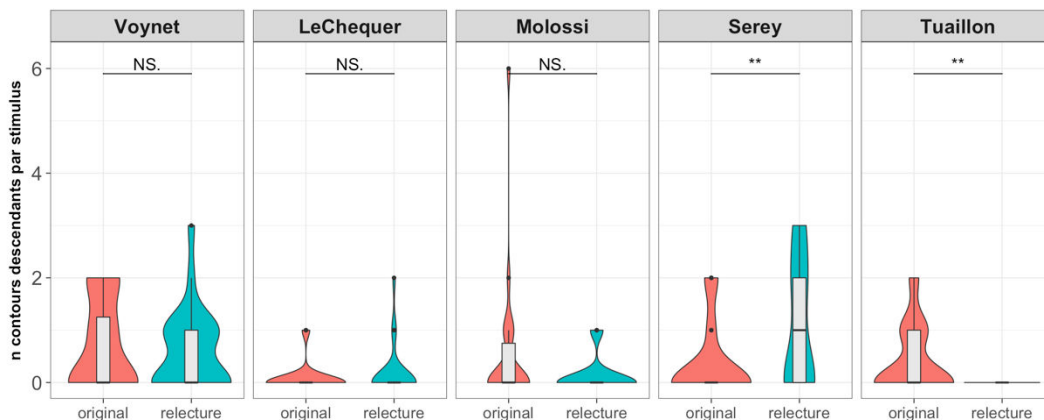 Voynet LeChequer Molossi Serey Tuaillon
NS. NS. NS. ** **
n contours descendants par stimulus
6
4
2
0
original relecture original relecture original relecture original relecture original relecture